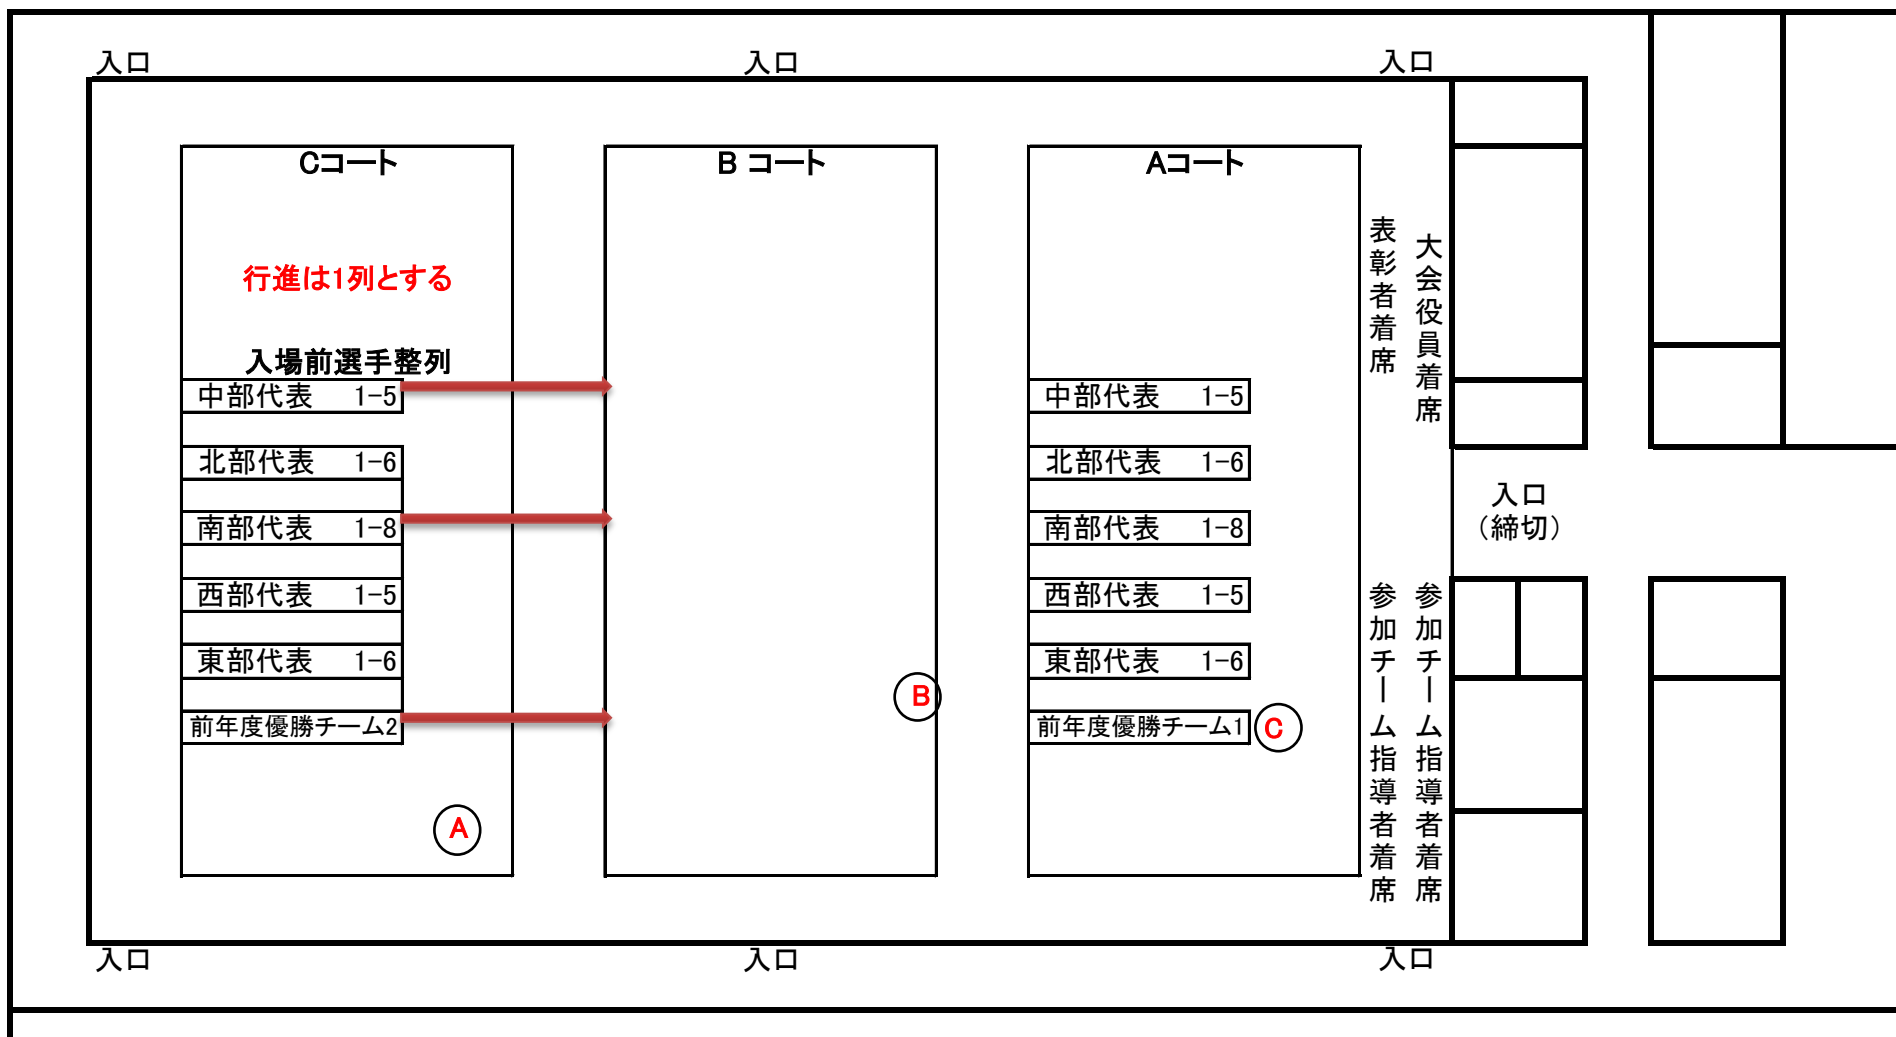 入口
入口
入口
Cコート
B コート
Aコート
行進は1列とする
入場前選手整列
中部代表 1-5
北部代表 1-6
南部代表 1-8
西部代表 1-5
東部代表 1-6
前年度優勝チーム2
A
B
中部代表 1-5
北部代表 1-6
南部代表 1-8
西部代表 1-5
東部代表 1-6
前年度優勝チーム1
C
表彰者着席
大会役員着席
入口
（締切）
参加チーム指導者着席
参加チーム指導者着席
入口
入口
入口